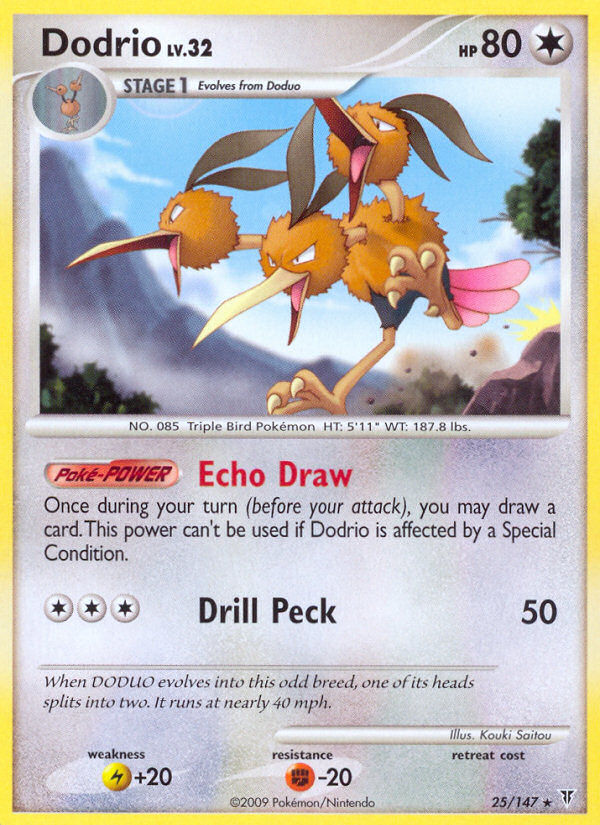 Dodrio LV.32 HP 80
STAGE 1 Evolves from Doduo
NO. 085 Triple Bird Pokémon HT: 5'11" WT: 187.8 lbs.
Poké-POWER Echo Draw
Once during your turn (before your attack), you may draw a
card. This power can't be used if Dodrio is affected by a Special
Condition.
Drill Peck 50
When DODUO evolves into this odd breed, one of its heads
splits into two. It runs at nearly 40 mph.
Illus. Kouki Saitou
weakness resistance retreat cost
+20 -20
©2009 Pokémon/Nintendo 25/147